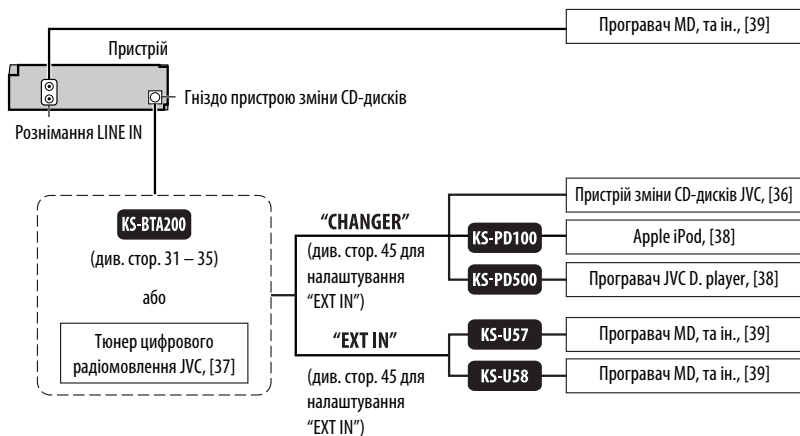 Програвач MD, та ін., [39]
Пристрій
Гніздо пристрою зміни CD-дисків
Рознімання LINE IN
KS-BTA200
(див. стор. 31 – 35)
або
Тюнер цифрового
радіомовлення JVC, [37]
“CHANGER”
(див. стор. 45 для
налаштування
“EXT IN”)
Пристрій зміни CD-дисків JVC, [36]
KS-PD100
Apple iPod, [38]
KS-PD500
Програвач JVC D. player, [38]
“EXT IN”
(див. стор. 45 для
налаштування
“EXT IN”)
KS-U57
Програвач MD, та ін., [39]
KS-U58
Програвач MD, та ін., [39]